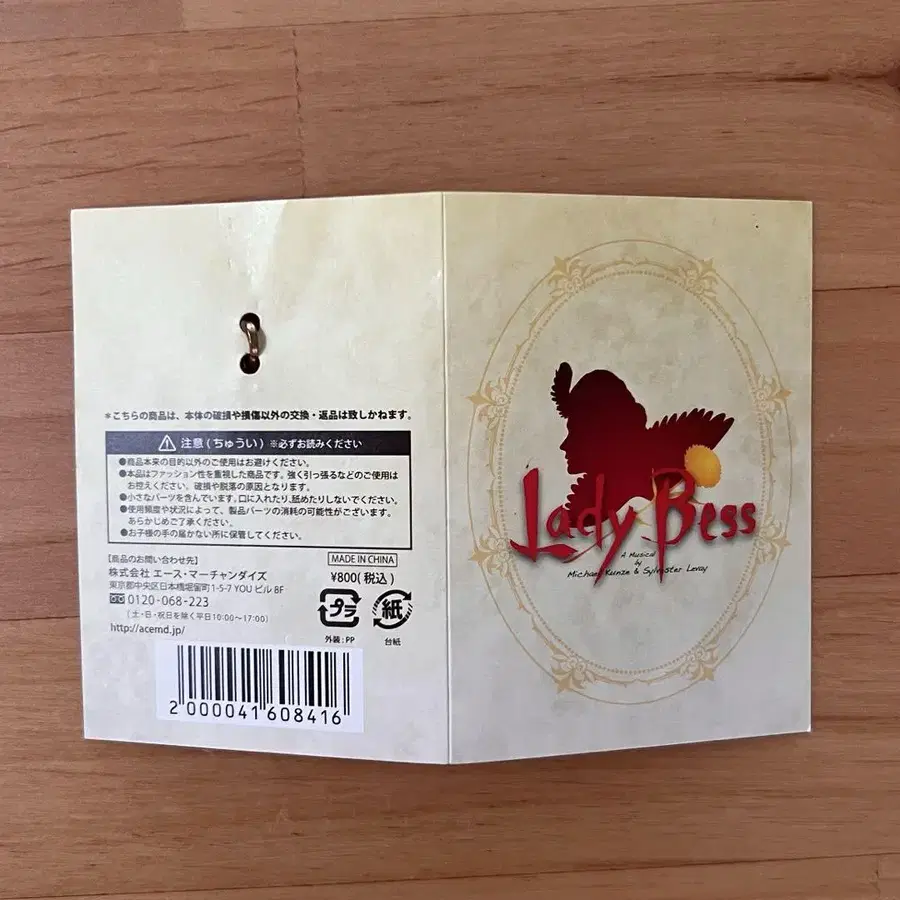 *こちらの商品は、本体の破損や損傷以外の交換・返品は致しかねます。
注意(ちゅうい) ※必ずお読みください
●商品本来の目的以外のご使用はお避けください。
●本品はファッション性を重視した商品です。強く引っ張るなどのご使用は
お控えください。破損や脱落の原因となります。
●小さなパーツを含んでいます。口に入れたり、舐めたりしないでください。
●使用頻度や状況によって、製品パーツの消耗の可能性がございます。
あらかじめご了承ください。
●お子様の手の届かない所に保管してください。
[商品のお問い合わせ先]
株式会社 エース・マーチャンダイズ
東京都中央区日本橋堀留町1-5-7 YOU ビル 8F
0120-068-223
[土・日・祝日を除く平日10:00〜17:00]
http://acemd.jp/
MADE IN CHINA
¥800(税込)
プラ
紙
外装:PP
台紙
2 000041 608416
Lady Bess
A Musical
by
Michael Kunze & Sylvester Levay